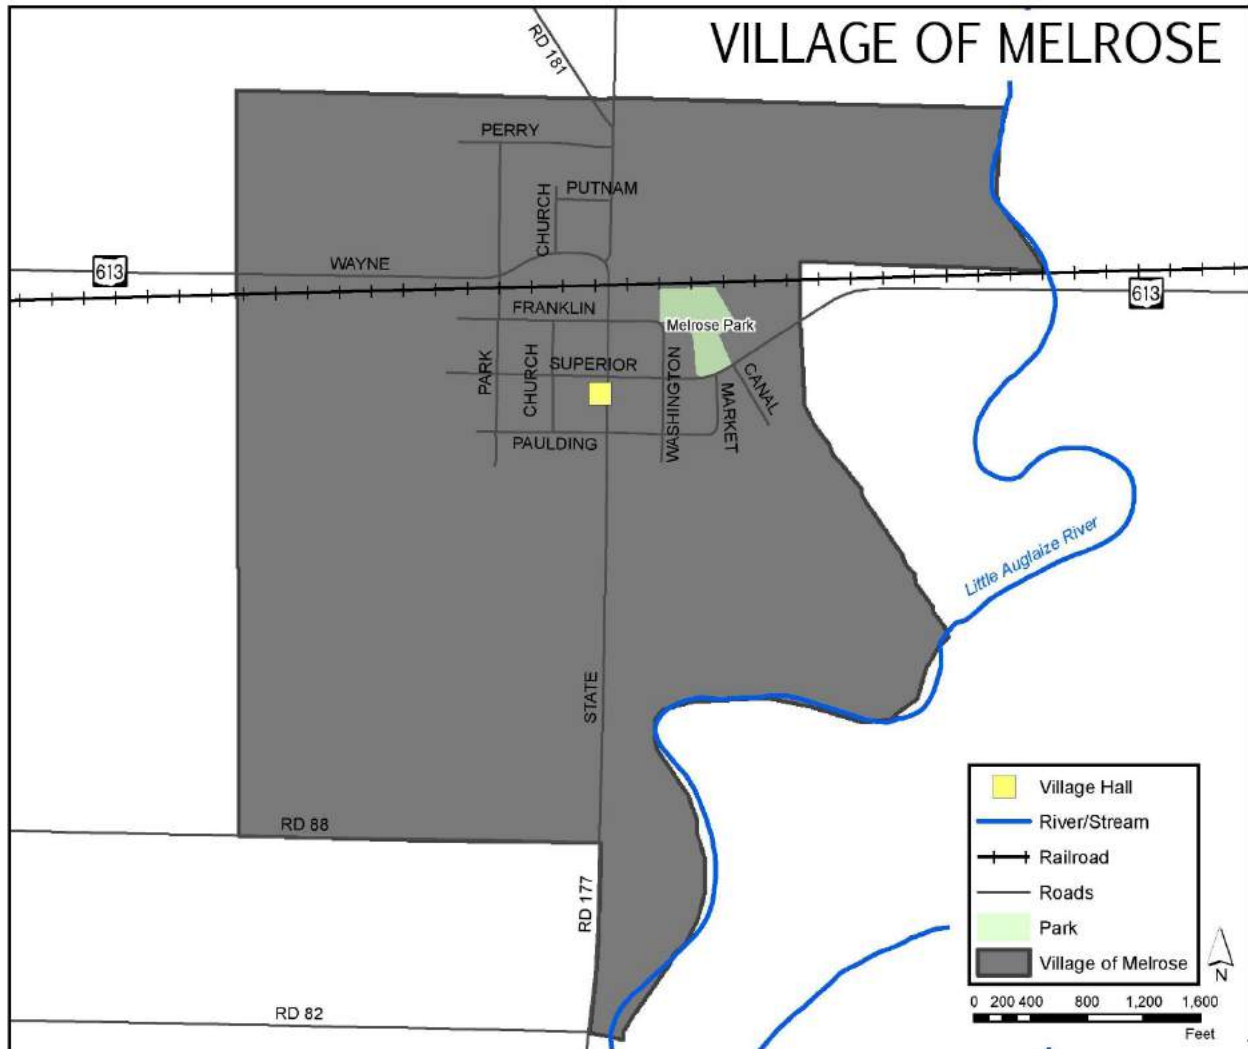 VILLAGE OF MELROSE
RD 181
PERRY
CHURCH
PUTNAM
WAYNE
613
613
FRANKLIN
Melrose Park
PARK
CHURCH
SUPERIOR
WASHINGTON
MARKET
CANAL
PAULDING
Little Auglaize River
STATE
RD 88
RD 177
RD 82
Village Hall
River/Stream
Railroad
Roads
Park
Village of Melrose
N
0 200 400 800 1,200 1,600
Feet